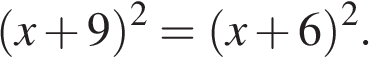 (x + 9)² = (x + 6)².